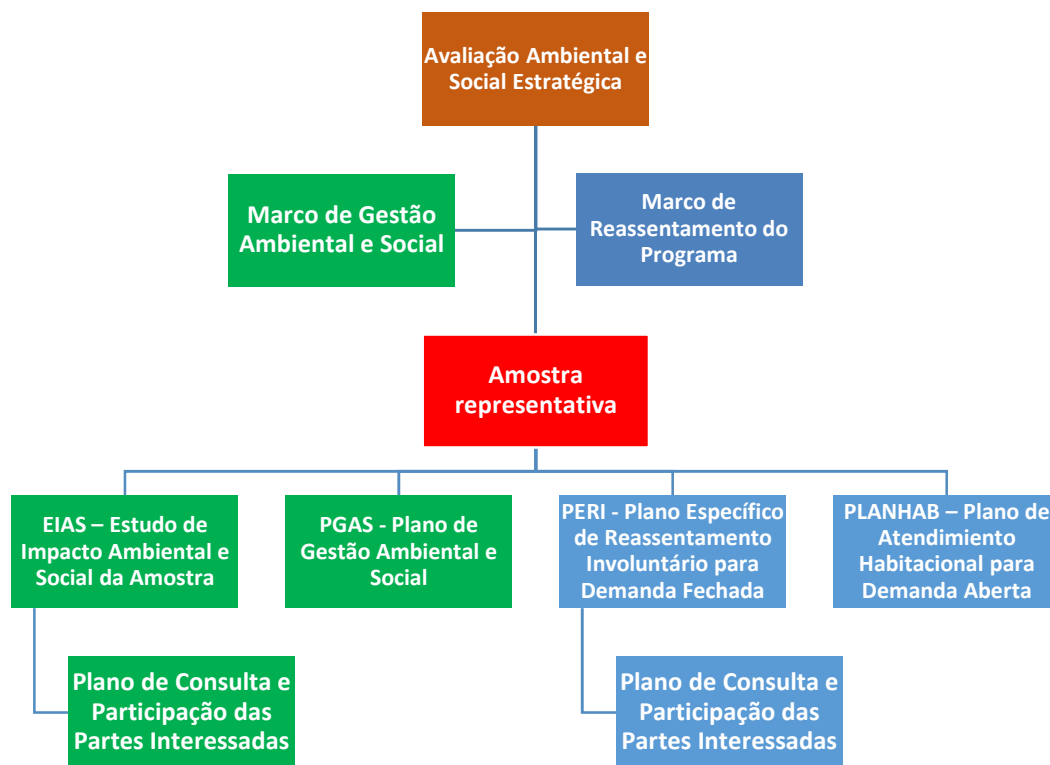 Avaliação Ambiental e
Social Estratégica
Marco de Gestão
Ambiental e Social
Marco de
Reassentamento do
Programa
Amostra
representativa
EIAS – Estudo de
Impacto Ambiental e
Social da Amostra
PGAS - Plano de
Gestão Ambiental e
Social
PERI - Plano Específico
de Reassentamento
Involuntário para
Demanda Fechada
PLANHAB – Plano de
Atendimiento
Habitacional para
Demanda Aberta
Plano de Consulta e
Participação das
Partes Interessadas
Plano de Consulta e
Participação das
Partes Interessadas